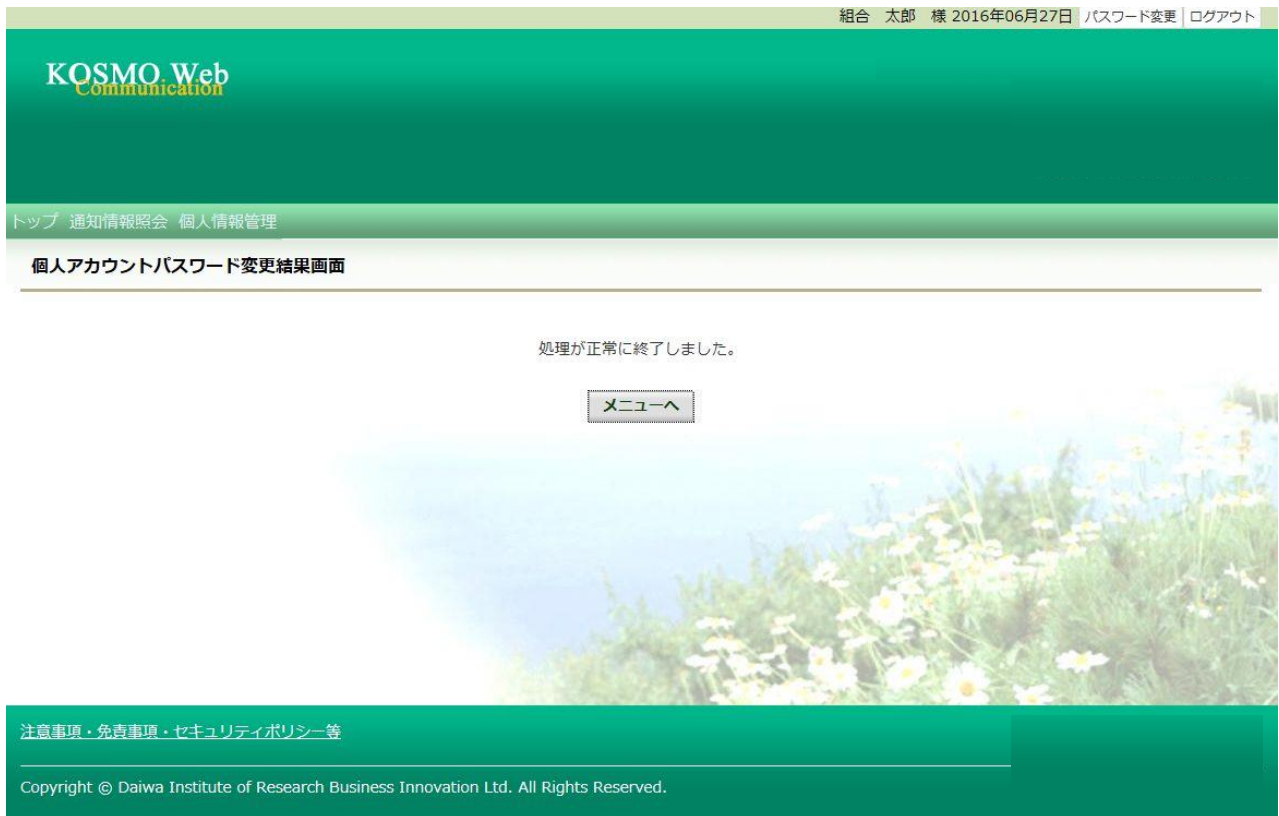 組合　太郎　様 2016年06月27日 パスワード変更 ログアウト
KOSMO Web
Communication
トップ 通知情報照会 個人情報管理
個人アカウントパスワード変更結果画面
処理が正常に終了しました。
メニューへ
注意事項・免責事項・セキュリティポリシー等
Copyright © Daiwa Institute of Research Business Innovation Ltd. All Rights Reserved.